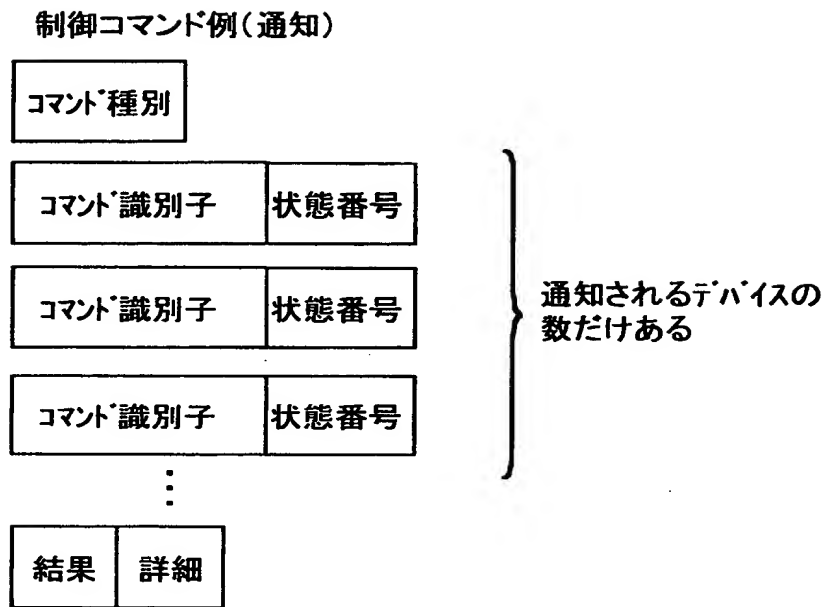 制御コマンド例(通知)
コマンド種別
コマンド識別子 状態番号
コマンド識別子 状態番号
コマンド識別子 状態番号
通知されるデバイスの
数だけある
⋮
結果 詳細